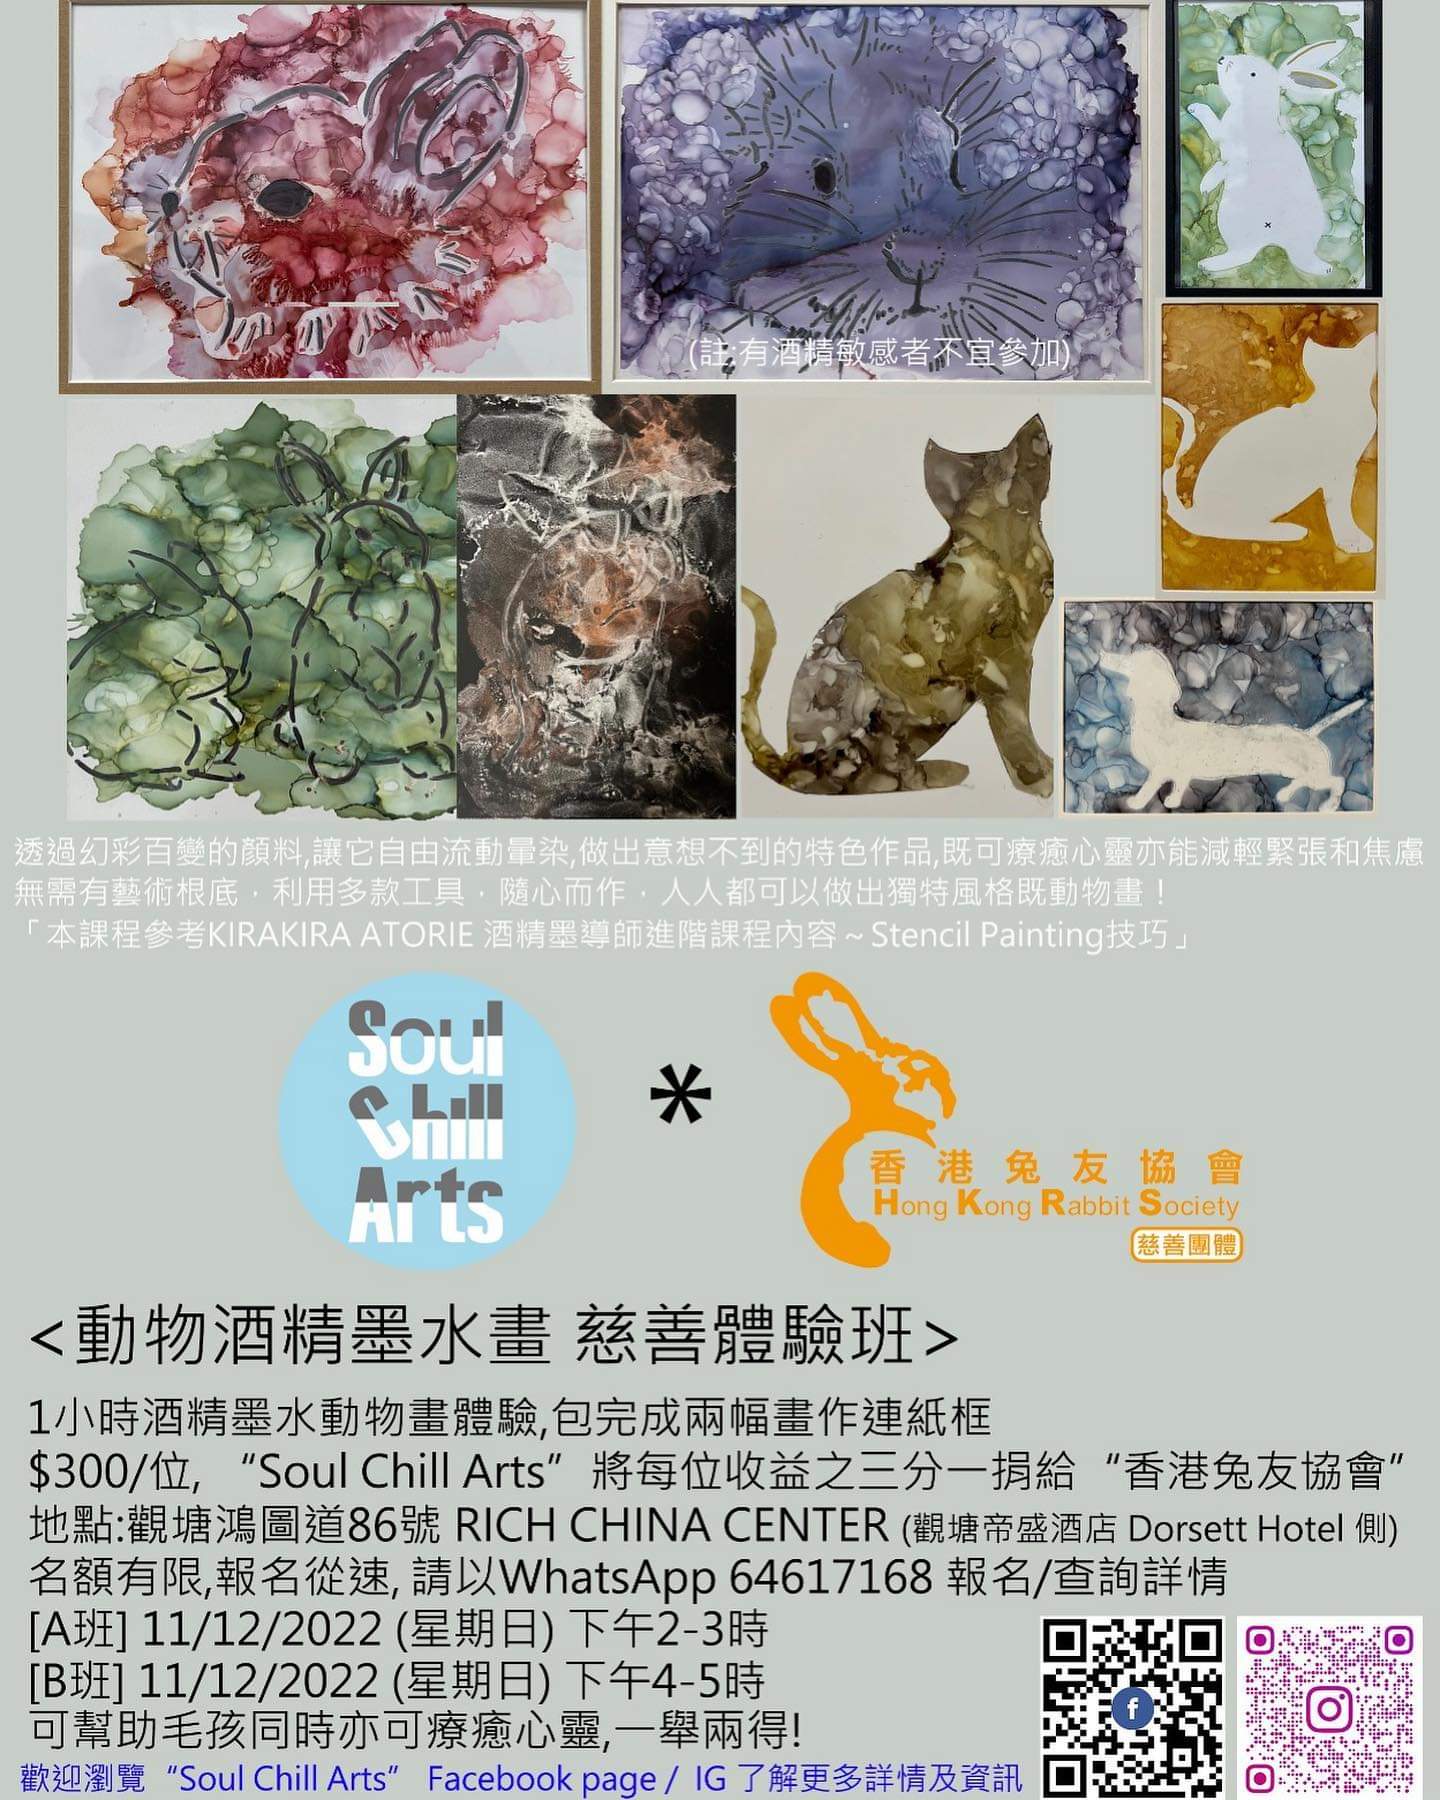 (註:有酒精敏感者不宜參加)
透過幻彩百變的顏料,讓它自由流動暈染,做出意想不到的特色作品,既可療癒心靈亦能減輕緊張和焦慮
無需有藝術根底，利用多款工具，隨心而作，人人都可以做出獨特風格既動物畫！
「本課程參考KIRAKIRA ATORIE 酒精墨導師進階課程內容～Stencil Painting技巧」
Soul
Chill
Arts
*
香港兔友協會
Hong Kong Rabbit Society
慈善團體
<動物酒精墨水畫 慈善體驗班>
1小時酒精墨水動物畫體驗,包完成兩幅畫作連紙框
$300/位, “Soul Chill Arts” 將每位收益之三分一捐給 “香港兔友協會”
地點:觀塘鴻圖道86號 RICH CHINA CENTER (觀塘帝盛酒店 Dorsett Hotel 側)
名額有限,報名從速, 請以WhatsApp 64617168 報名/查詢詳情
[A班] 11/12/2022 (星期日) 下午2-3時
[B班] 11/12/2022 (星期日) 下午4-5時
可幫助毛孩同時亦可療癒心靈,一舉兩得!
歡迎瀏覽 “Soul Chill Arts” Facebook page / IG 了解更多詳情及資訊